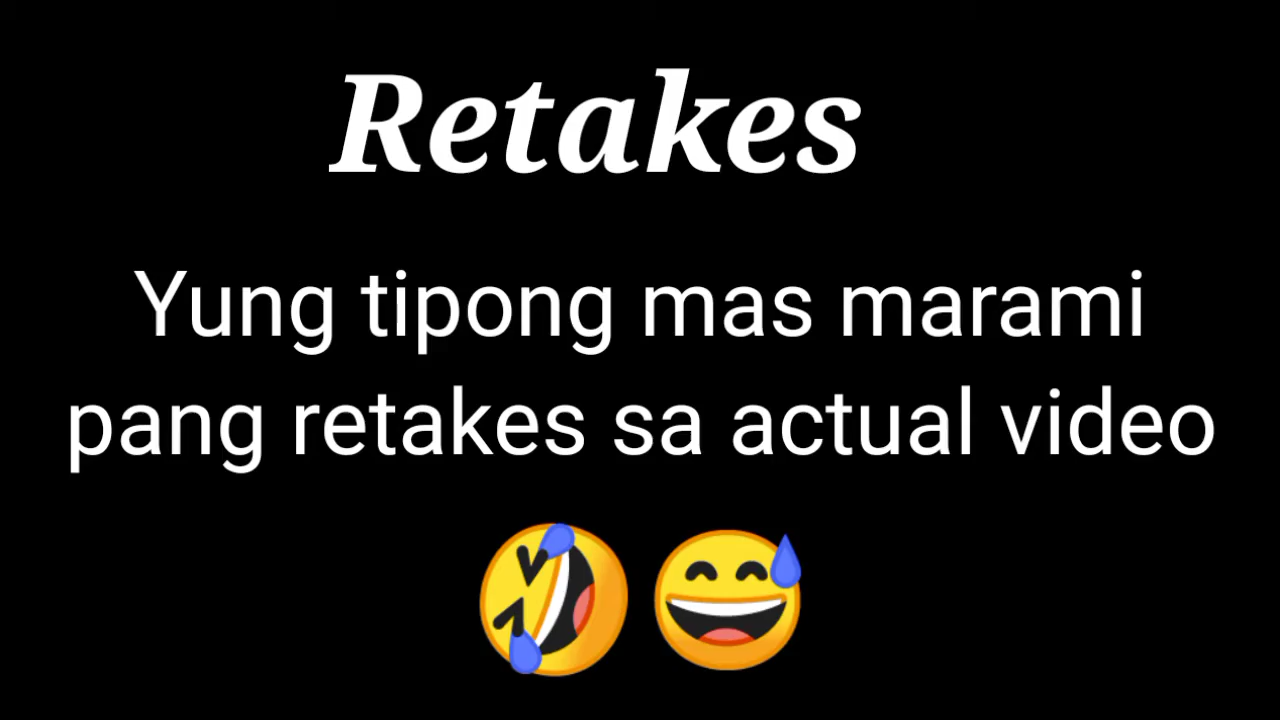 Retakes
Yung tipong mas marami
pang retakes sa actual video
🤣😅